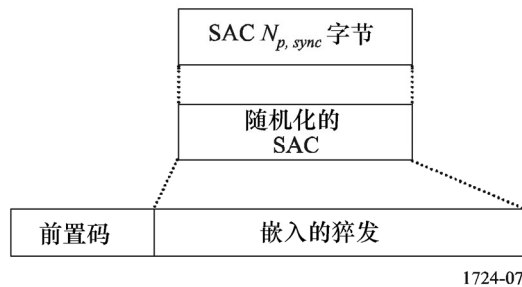 SAC Np, sync 字节
随机化的
SAC
前置码
嵌入的猝发
1724-07